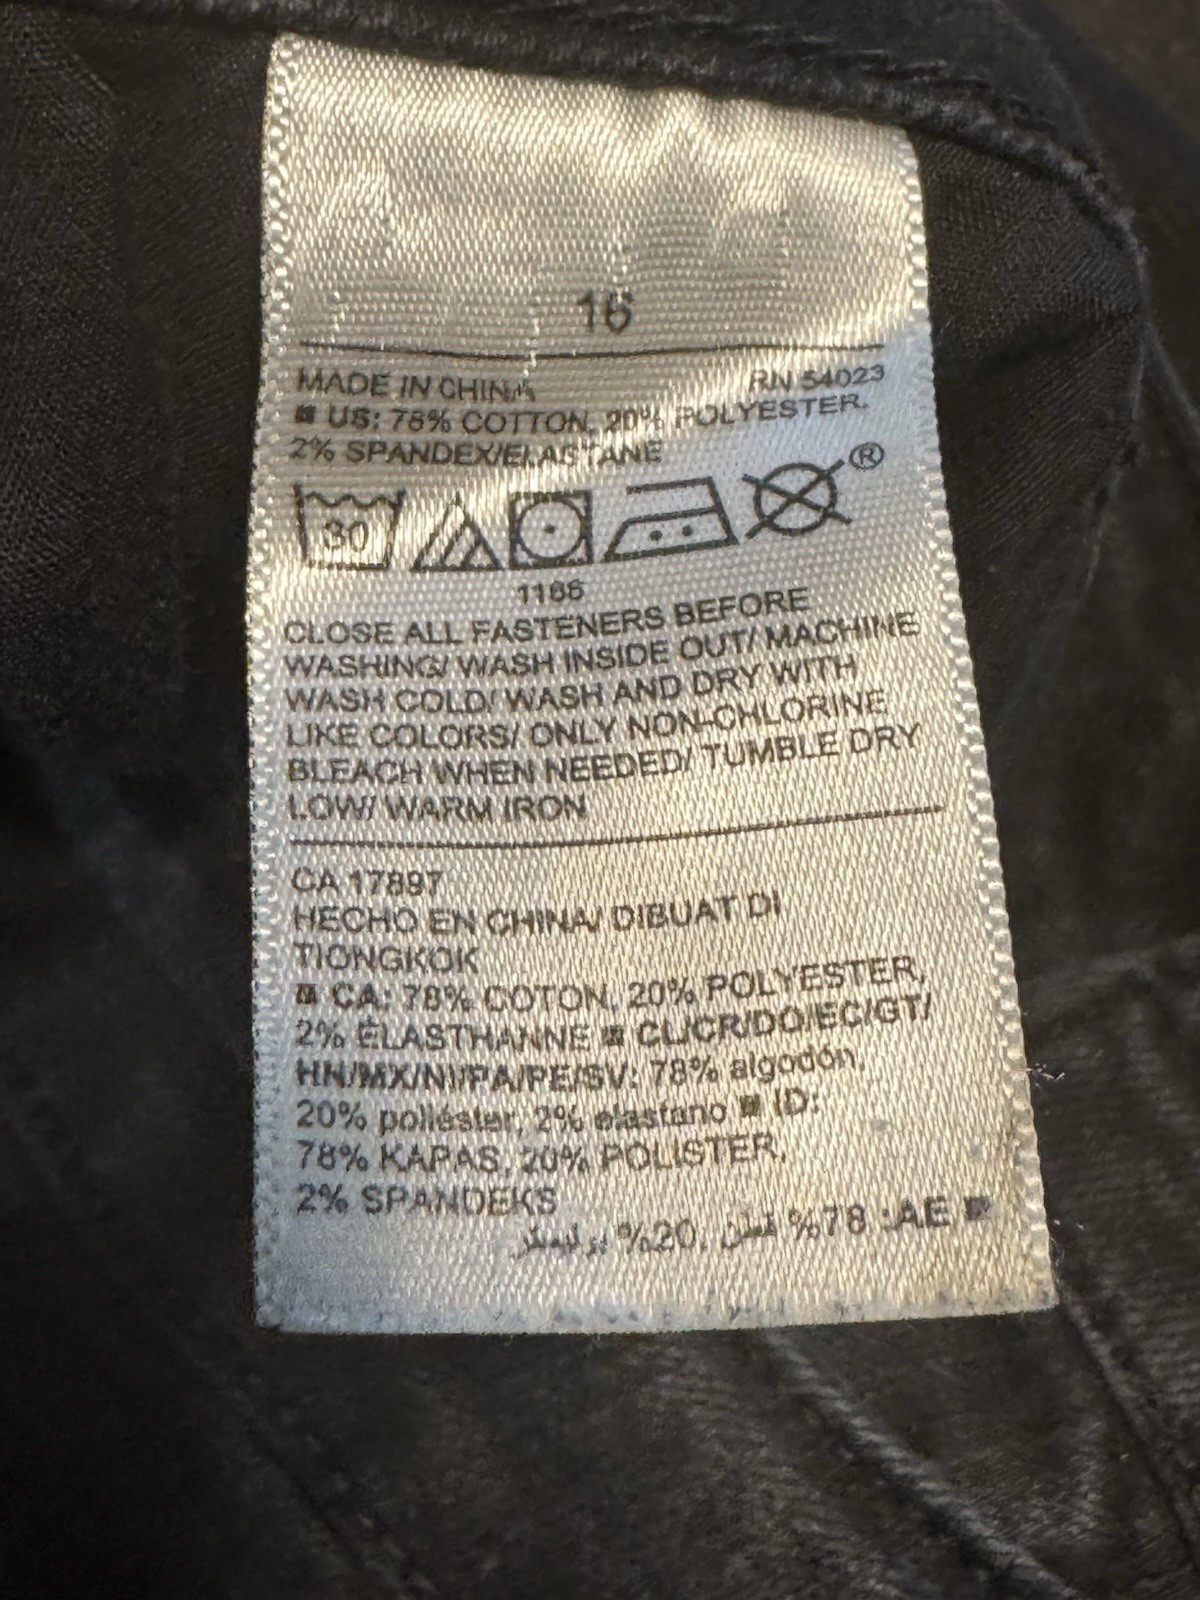 16
MADE IN CHINA RN 54023
US: 78% COTTON, 20% POLYESTER,
2% SPANDEX/ELASTANE
30 ®
1166
CLOSE ALL FASTENERS BEFORE
WASHING/ WASH INSIDE OUT/ MACHINE
WASH COLD/ WASH AND DRY WITH
LIKE COLORS/ ONLY NON-CHLORINE
BLEACH WHEN NEEDED/ TUMBLE DRY
LOW/ WARM IRON
CA 17897
HECHO EN CHINA/ DIBUAT DI
TIONGKOK
CA: 78% COTON, 20% POLYESTER,
2% ÉLASTHANNE CL/CR/DO/EC/GT/
HN/MX/NI/PA/PE/SV: 78% algodón,
20% poliéster, 2% elastano ID:
78% KAPAS, 20% POLISTER,
2% SPANDEKS
AE: 78% قطن, 20% بوليستر